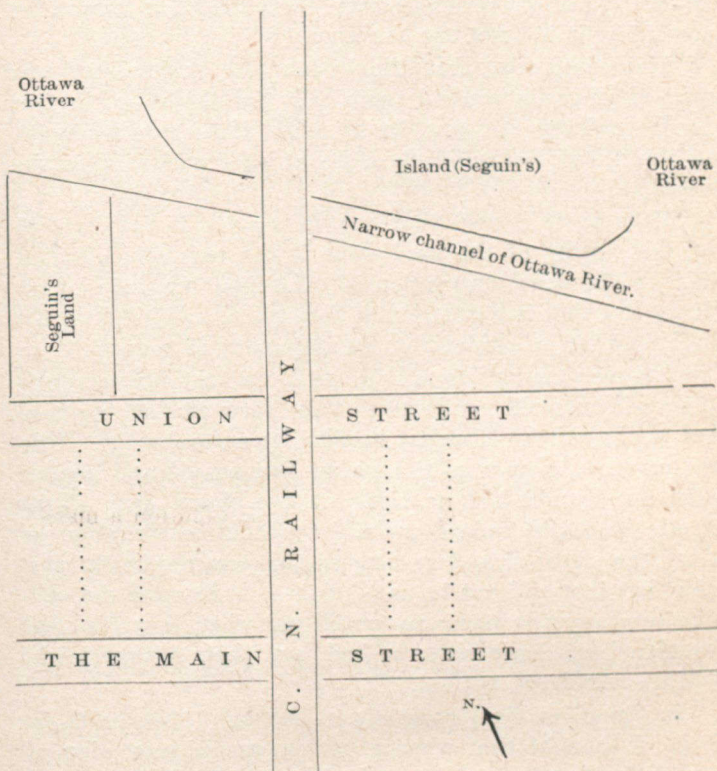 Ottawa
River
Island (Seguin's)
Ottawa
River
Narrow channel of Ottawa River.
Seguin's
Land
UNION STREET
C. N. RAILWAY
THE MAIN STREET
N.